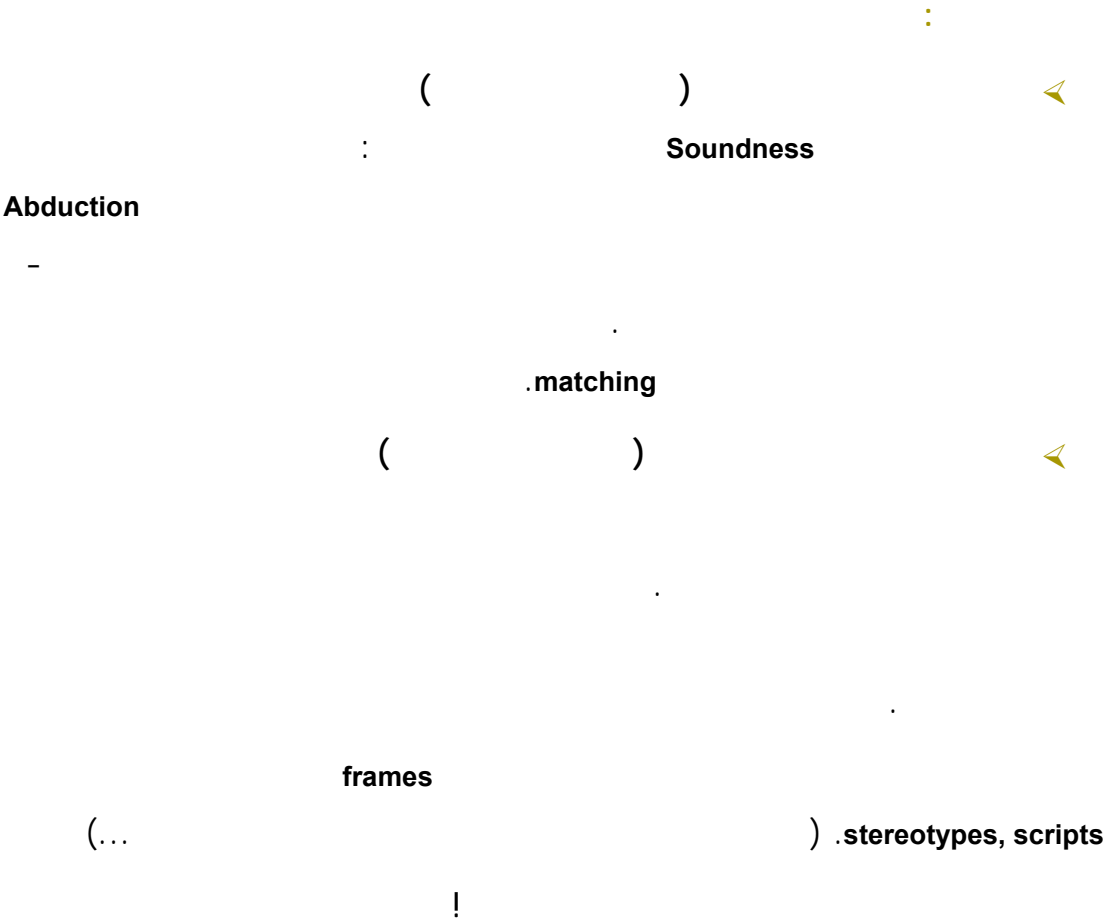 :
➢ ( )
Soundness :
Abduction
–
.
matching.
➢ ( )
.
.
frames
stereotypes, scripts. ( ...)
!